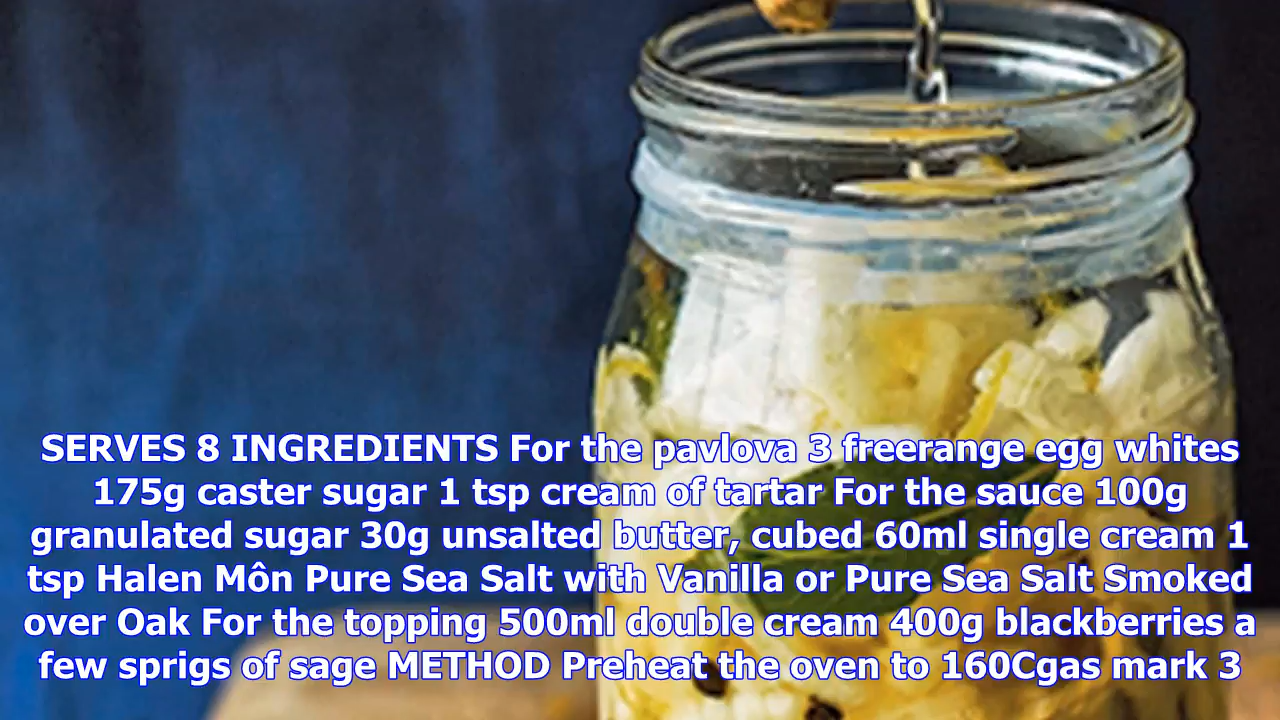 SERVES 8 INGREDIENTS For the pavlova 3 freerange egg whites
175g caster sugar 1 tsp cream of tartar For the sauce 100g
granulated sugar 30g unsalted butter, cubed 60ml single cream 1
tsp Halen Môn Pure Sea Salt with Vanilla or Pure Sea Salt Smoked
over Oak For the topping 500ml double cream 400g blackberries a
few sprigs of sage METHOD Preheat the oven to 160Cgas mark 3